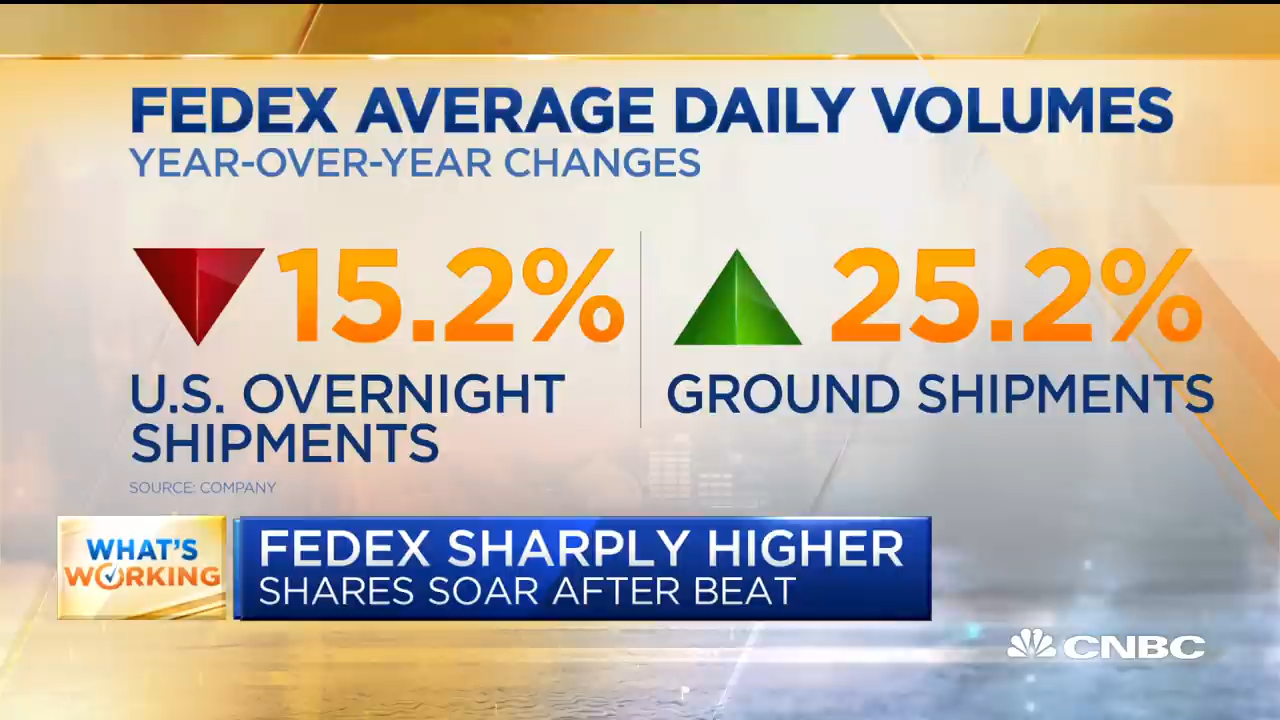 FEDEX AVERAGE DAILY VOLUMES
YEAR-OVER-YEAR CHANGES
15.2%
U.S. OVERNIGHT
SHIPMENTS
25.2%
GROUND SHIPMENTS
SOURCE: COMPANY
WHAT'S
WORKING
FEDEX SHARPLY HIGHER
SHARES SOAR AFTER BEAT
CNBC